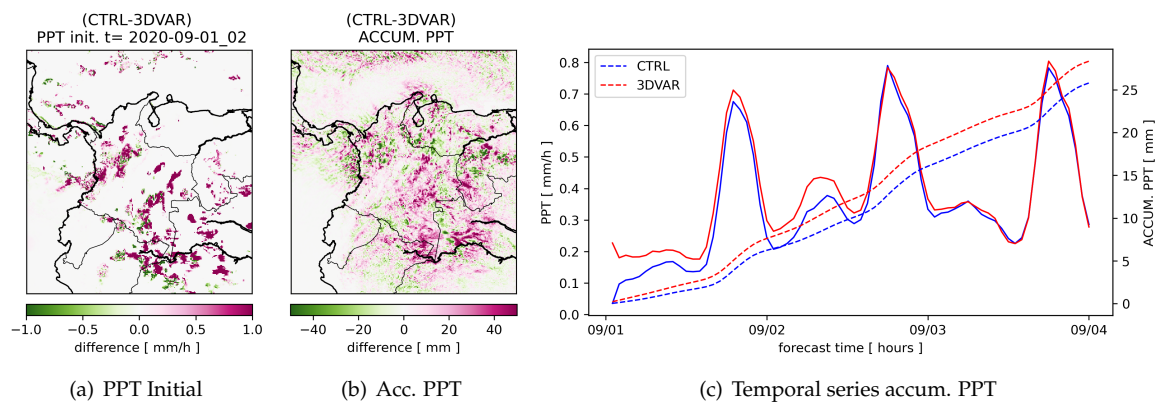 (CTRL-3DVAR)
PPT init. t= 2020-09-01_02
(CTRL-3DVAR)
ACCUM. PPT
−1.0 −0.5 0.0 0.5 1.0
difference [ mm/h ]
−40 −20 0 20 40
difference [ mm ]
CTRL
3DVAR
0.8
0.7
0.6
0.5
0.4
0.3
0.2
0.1
0.0
PPT [ mm/h ]
25
20
15
10
5
0
ACCUM. PPT [ mm ]
09/01 09/02 09/03 09/04
forecast time [ hours ]
(a) PPT Initial
(b) Acc. PPT
(c) Temporal series accum. PPT